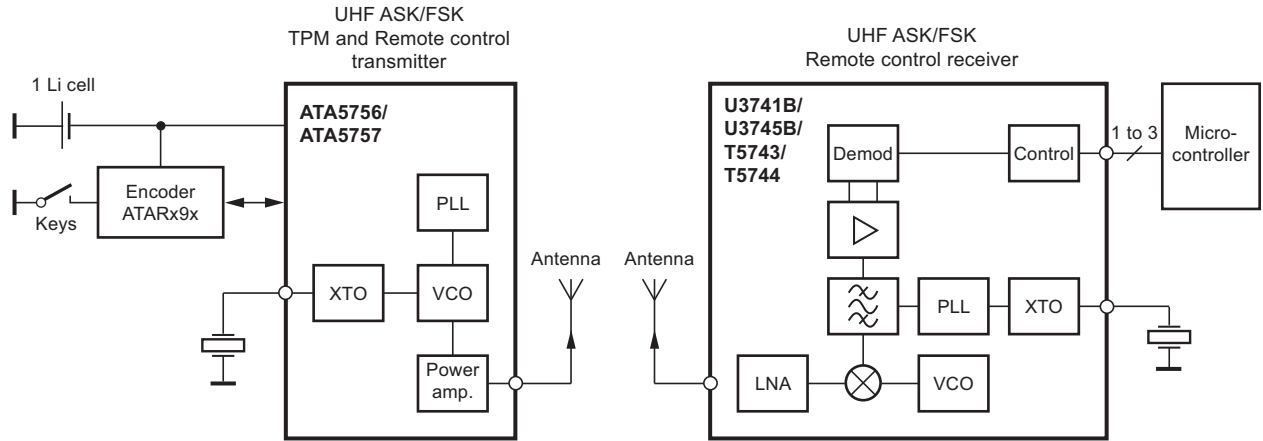 UHF ASK/FSK
TPM and Remote control
transmitter
UHF ASK/FSK
Remote control receiver
1 Li cell
ATA5756/
ATA5757
Encoder
ATARx9x
Keys
PLL
XTO
VCO
Power
amp.
Antenna
Antenna
U3741B/
U3745B/
T5743/
T5744
Demod
Control
1 to 3
Micro-
controller
PLL
XTO
LNA
VCO